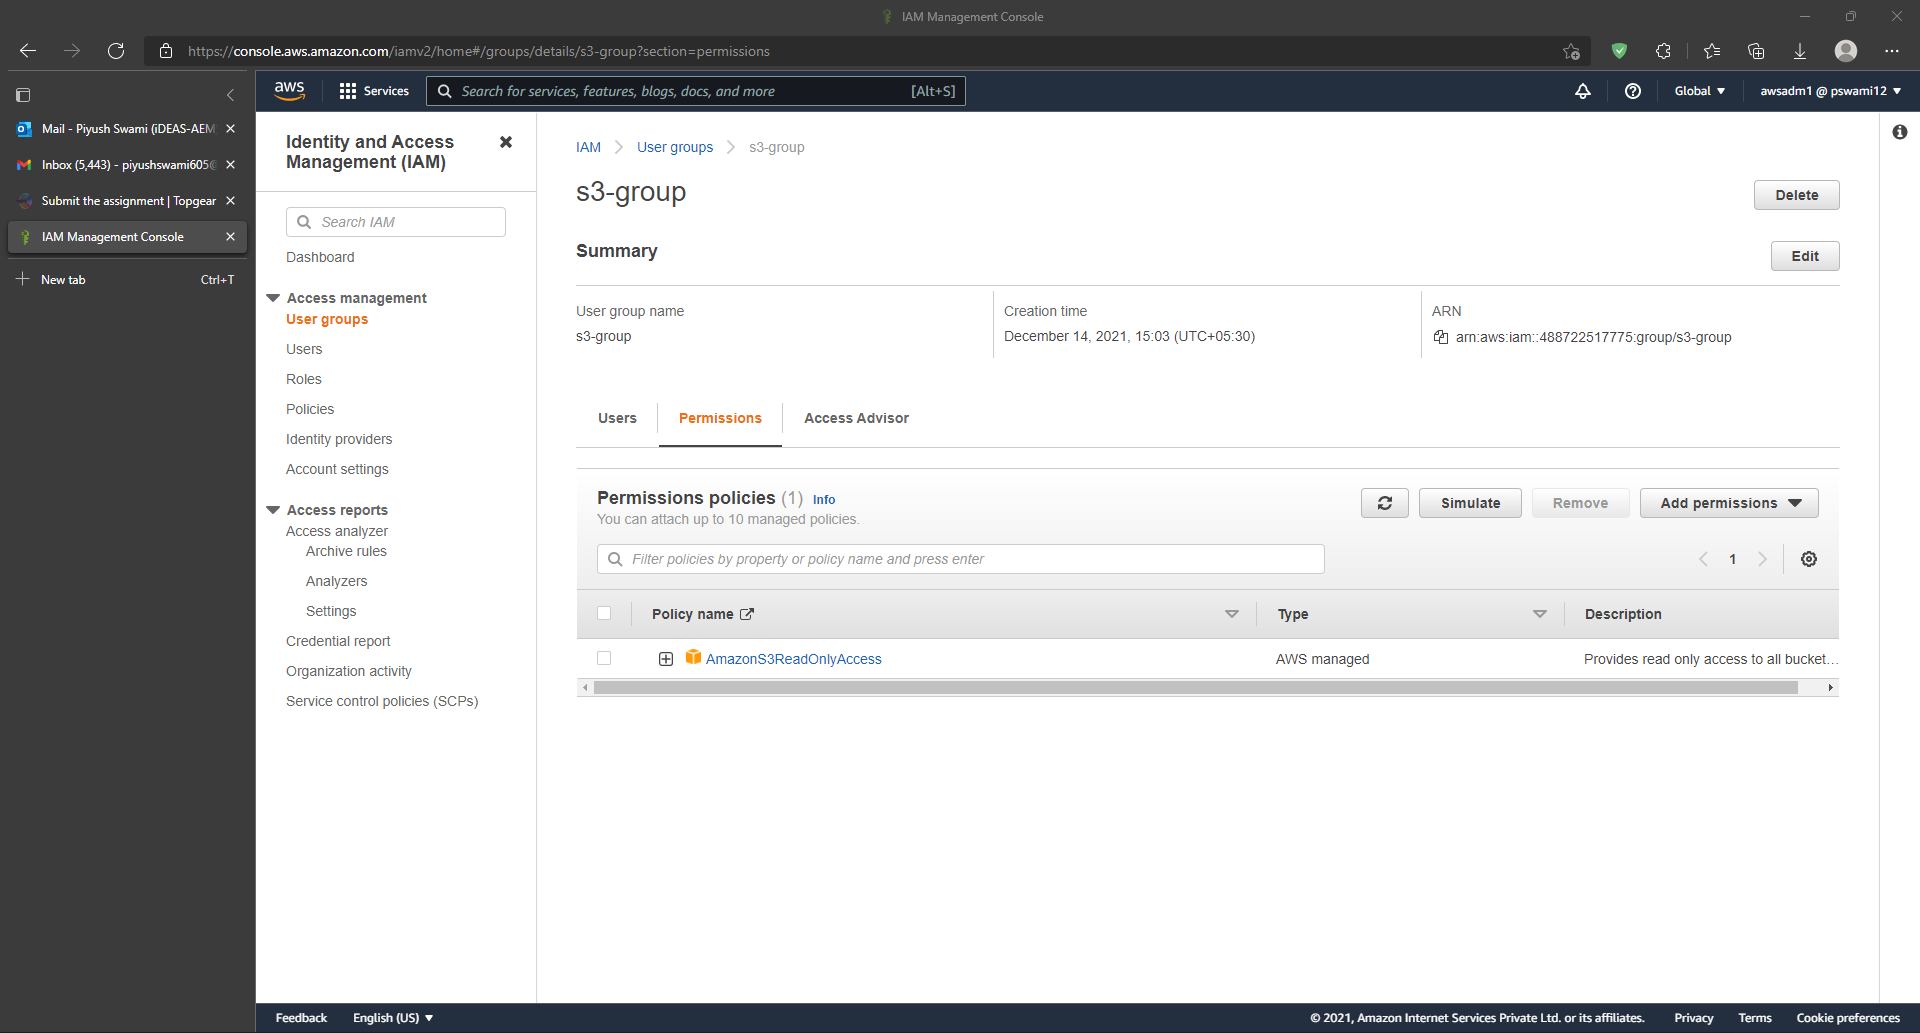 IAM Management Console
https://console.aws.amazon.com/iamv2/home#/groups/details/s3-group?section=permissions
aws
Services
Search for services, features, blogs, docs, and more [Alt+S]
Global
awsadm1 @ pswami12
Mail - Piyush Swami (iDEAS-AEM
Inbox (5,443) - piyushswami605@
Submit the assignment | Topgear
IAM Management Console
New tab Ctrl+T
Identity and Access
Management (IAM)
Search IAM
Dashboard
Access management
User groups
Users
Roles
Policies
Identity providers
Account settings
Access reports
Access analyzer
Archive rules
Analyzers
Settings
Credential report
Organization activity
Service control policies (SCPs)
IAM User groups s3-group
s3-group
Delete
Summary
Edit
User group name
s3-group
Creation time
December 14, 2021, 15:03 (UTC+05:30)
ARN
arn:aws:iam::488722517775:group/s3-group
Users Permissions Access Advisor
Permissions policies (1) Info
You can attach up to 10 managed policies.
Simulate Remove Add permissions
Filter policies by property or policy name and press enter
1
Policy name Type Description
AmazonS3ReadOnlyAccess AWS managed Provides read only access to all bucket...
Feedback English (US)
© 2021, Amazon Internet Services Private Ltd. or its affiliates. Privacy Terms Cookie preferences